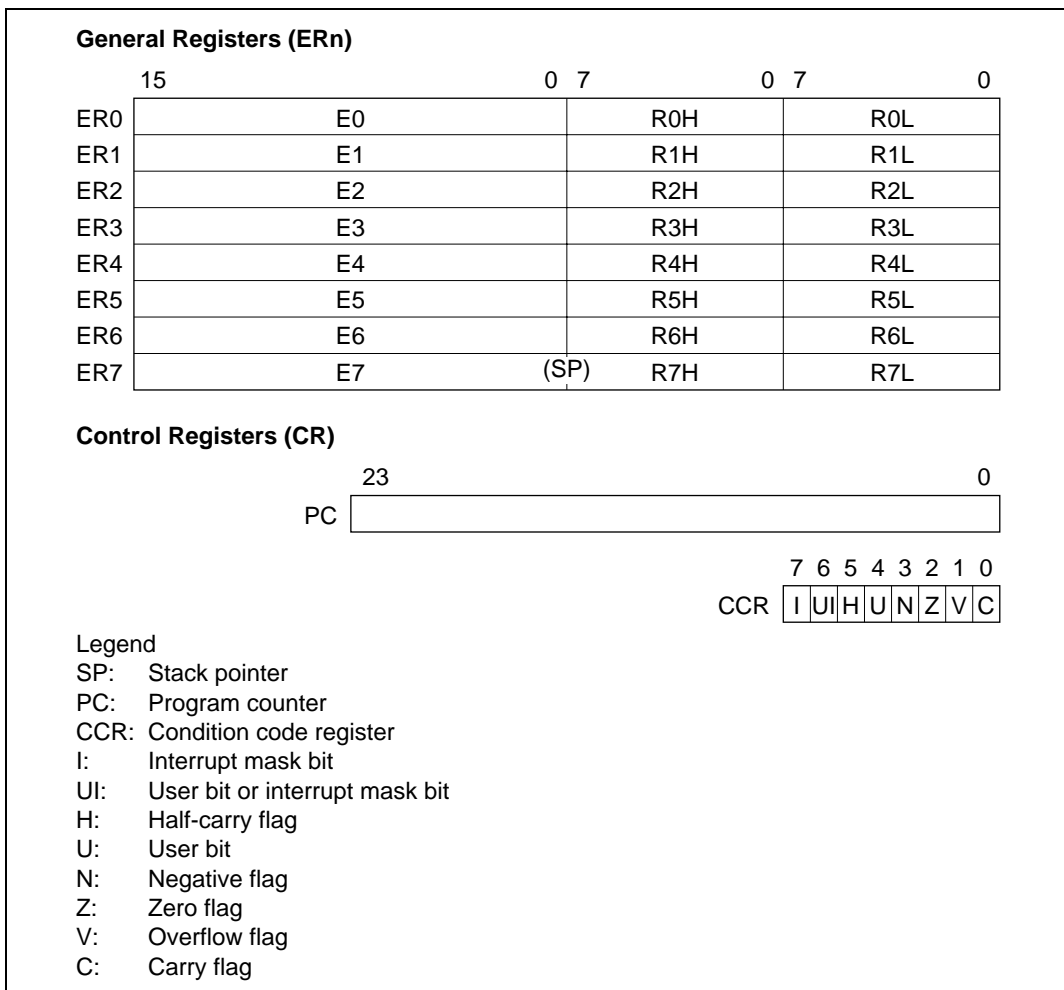 General Registers (ERn)
15 0 7 0 7 0
ER0 E0 R0H R0L
ER1 E1 R1H R1L
ER2 E2 R2H R2L
ER3 E3 R3H R3L
ER4 E4 R4H R4L
ER5 E5 R5H R5L
ER6 E6 R6H R6L
ER7 E7 (SP) R7H R7L
Control Registers (CR)
23 0
PC
7 6 5 4 3 2 1 0
CCR I UI H U N Z V C
Legend
SP: Stack pointer
PC: Program counter
CCR: Condition code register
I: Interrupt mask bit
UI: User bit or interrupt mask bit
H: Half-carry flag
U: User bit
N: Negative flag
Z: Zero flag
V: Overflow flag
C: Carry flag